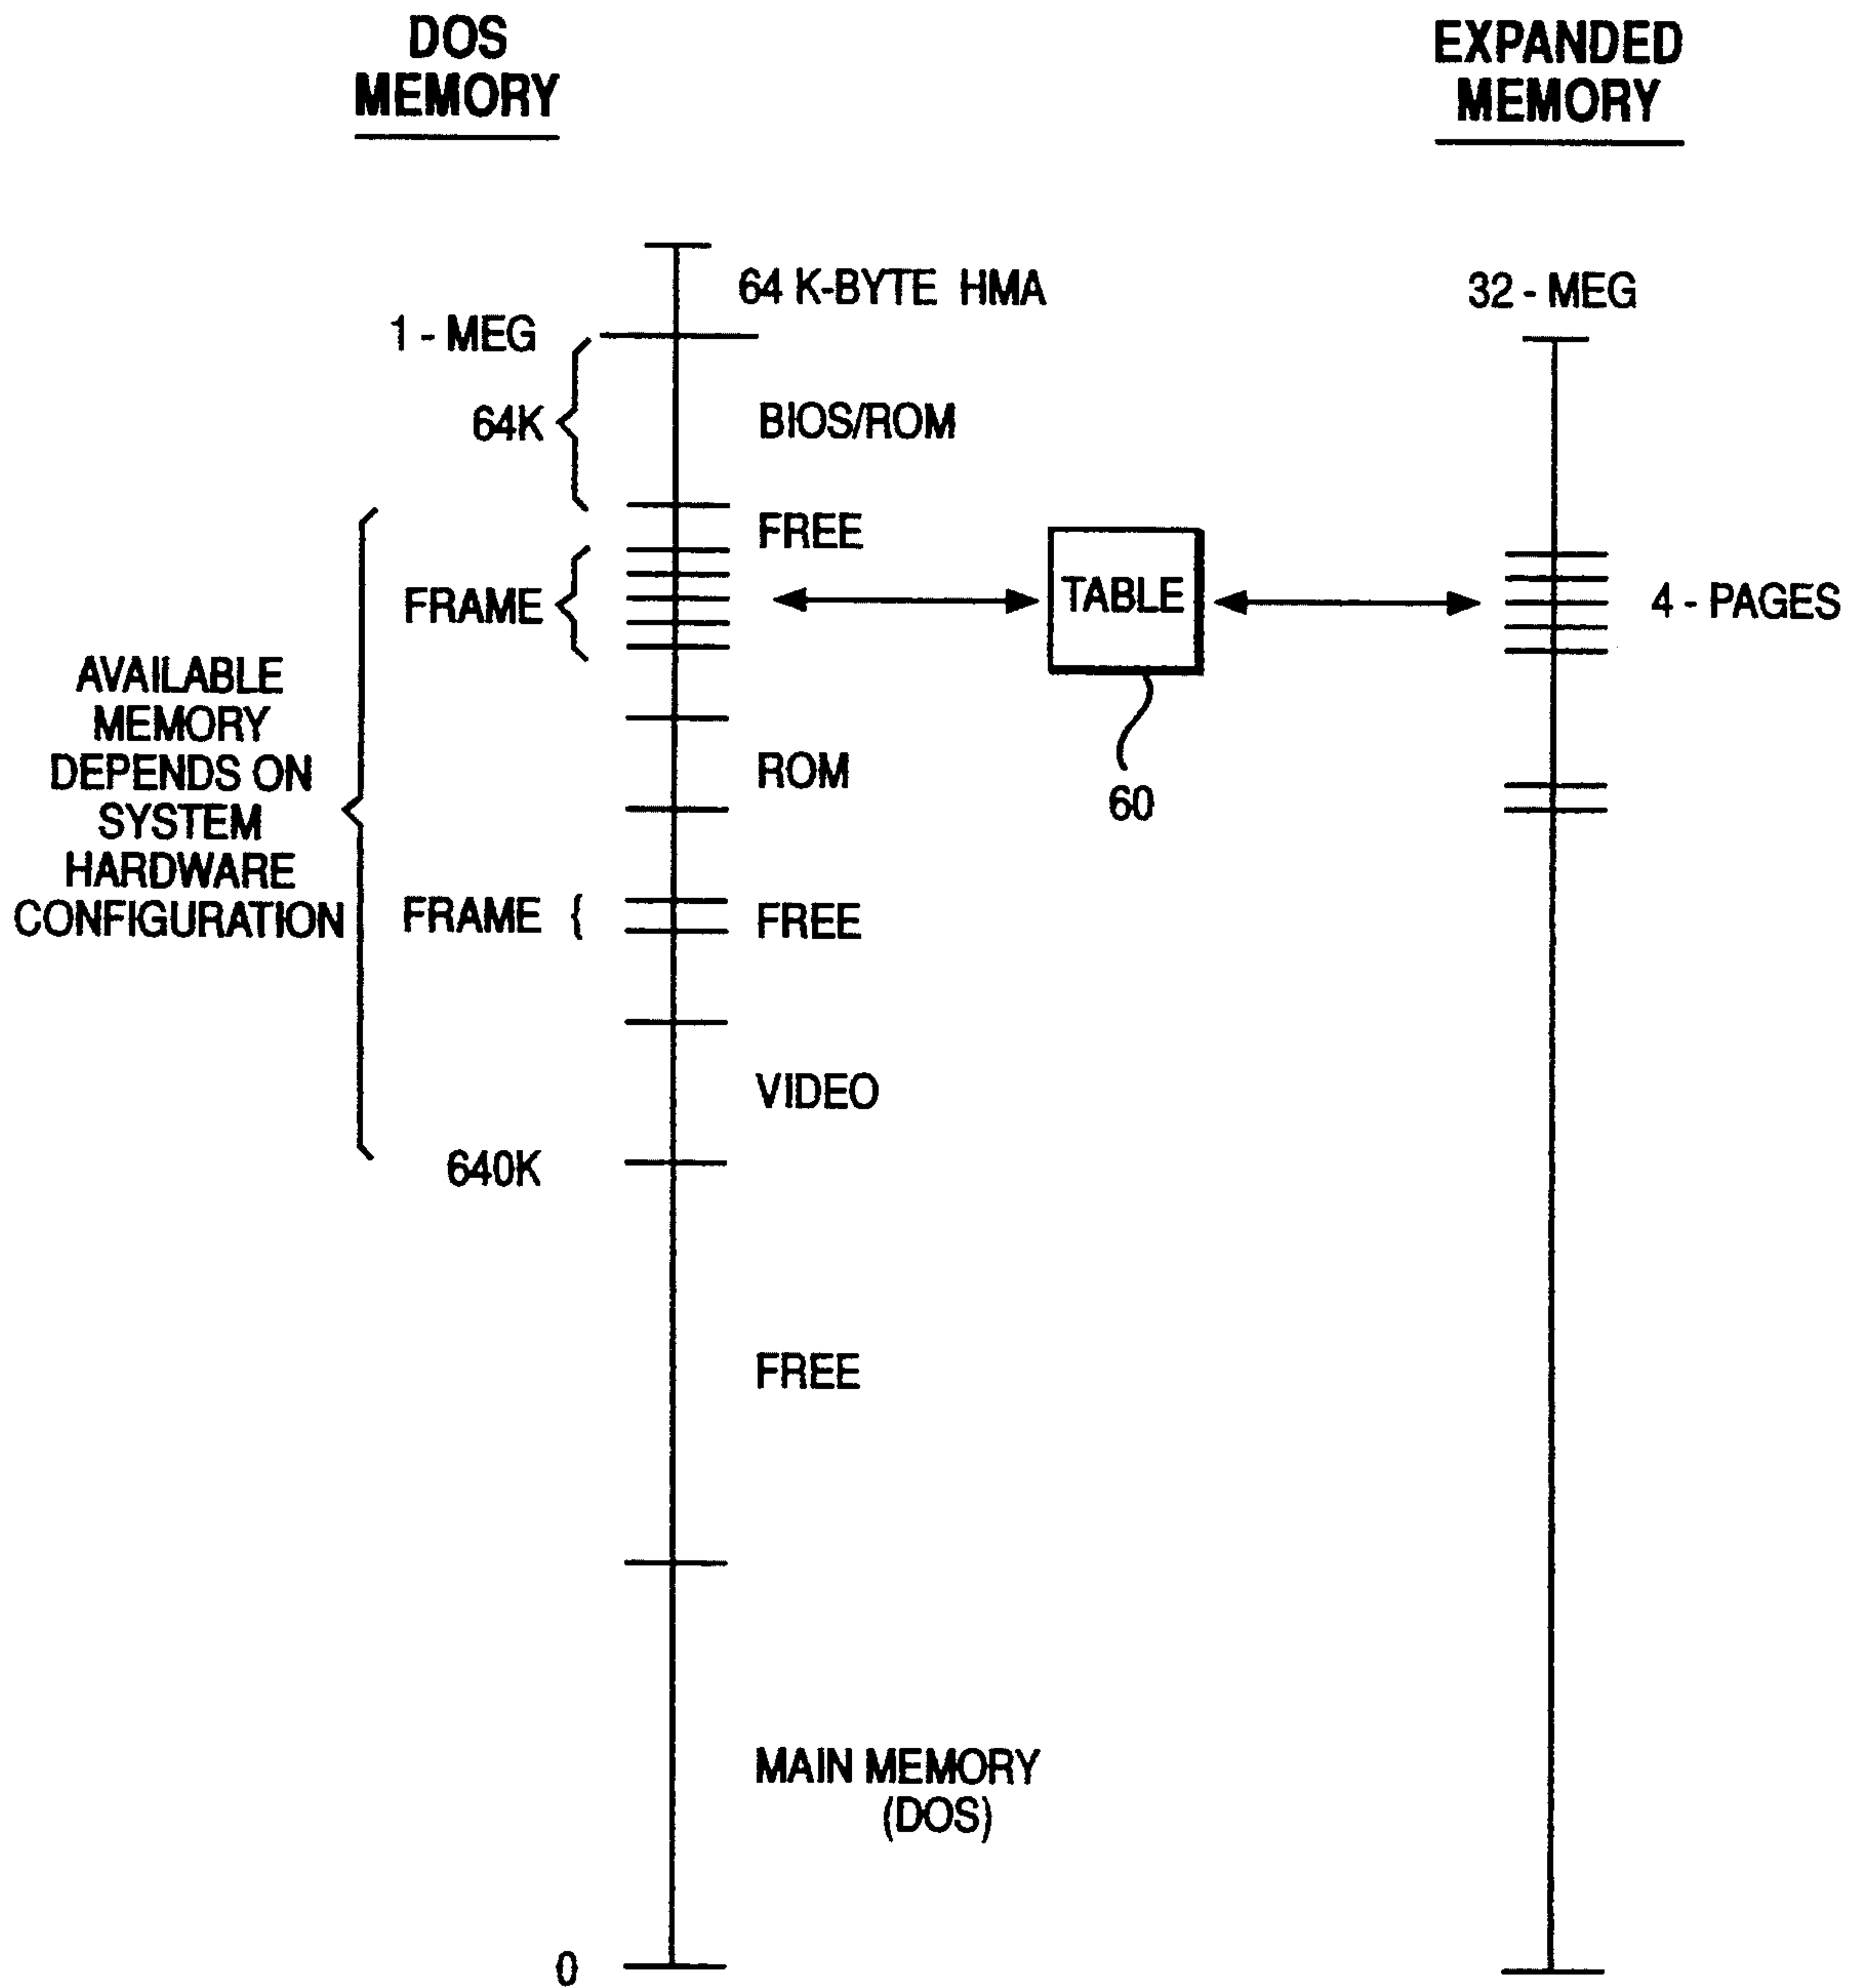 DOS
MEMORY
EXPANDED
MEMORY
64 K-BYTE HMA
32 - MEG
1 - MEG
64K
BIOS/ROM
FREE
FRAME
TABLE
4 - PAGES
AVAILABLE
MEMORY
DEPENDS ON
SYSTEM
HARDWARE
CONFIGURATION
ROM
60
FRAME
FREE
VIDEO
640K
FREE
MAIN MEMORY
(DOS)
0